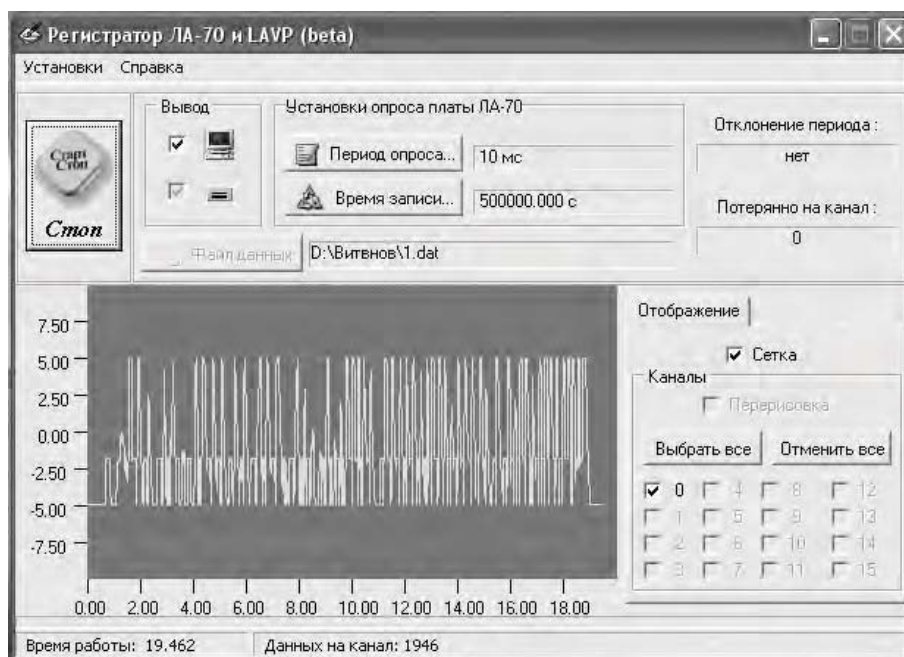 Регистратор ЛА-70 и LAVP (beta)
Установки Справка
Старт Стоп
Стоп
Вывод
Установки опроса платы ЛА-70
Период опроса... 10 мс
Время записи... 500000.000 с
Файл данных: D:\Витвнов\1.dat
Отклонение периода :
нет
Потерянно на канал :
0
7.50
5.00
2.50
0.00
-2.50
-5.00
-7.50
0.00 2.00 4.00 6.00 8.00 10.00 12.00 14.00 16.00 18.00
Отображение
Сетка
Каналы
Перерисовка
Выбрать все Отменить все
0 4 8 12
1 5 9 13
2 6 10 14
3 7 11 15
Время работы: 19.462 Данных на канал: 1946